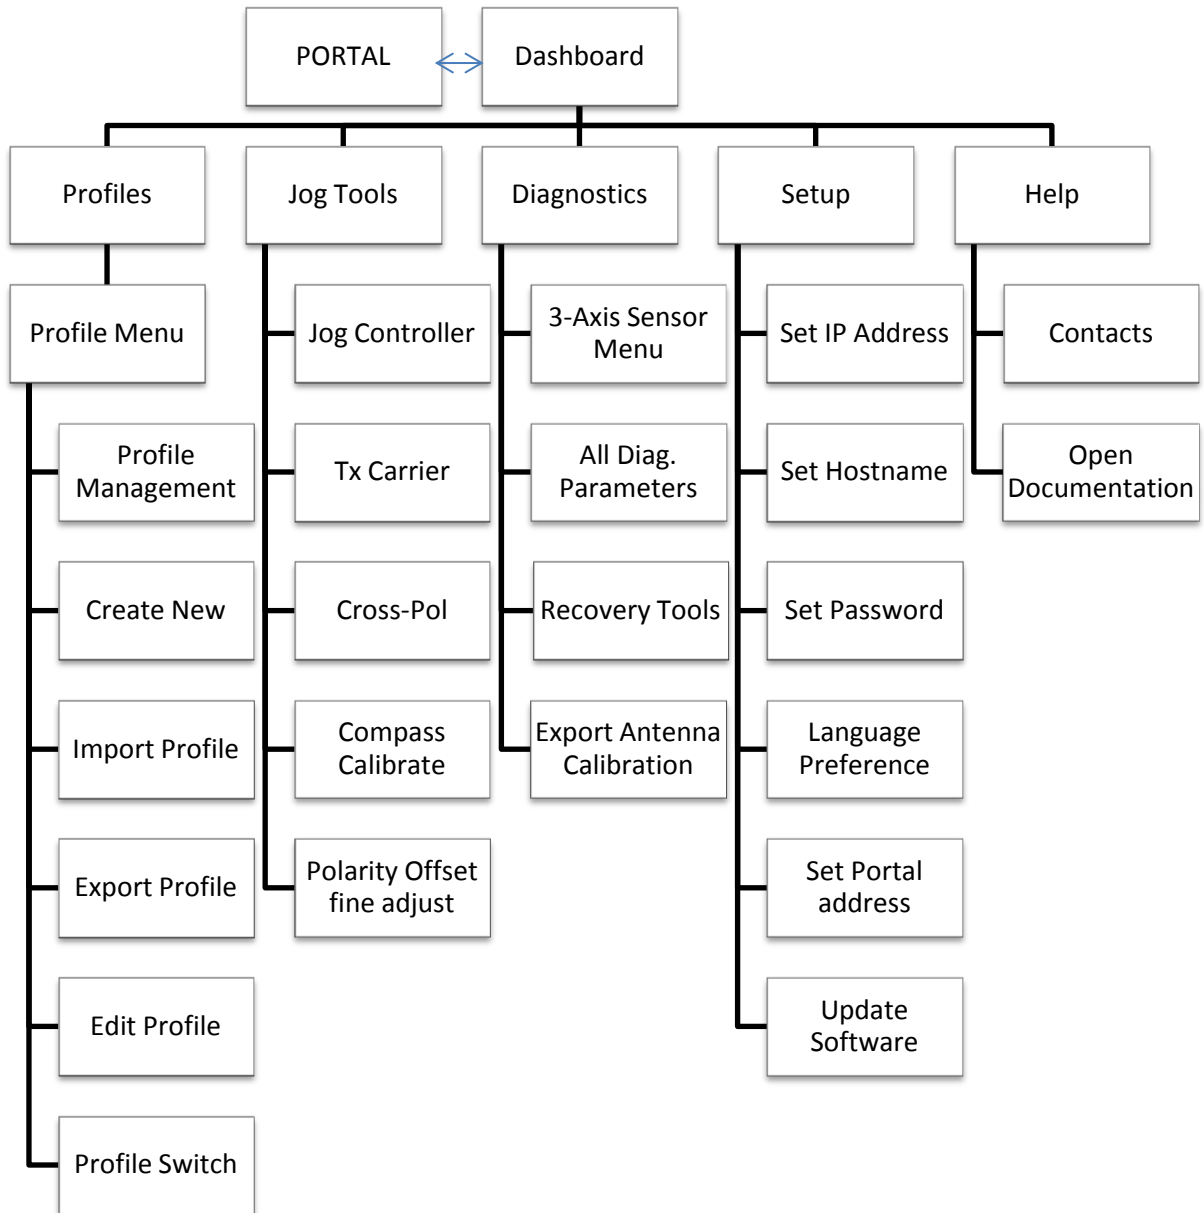 PORTAL
Dashboard
Profiles
Jog Tools
Diagnostics
Setup
Help
Profile Menu
Jog Controller
3-Axis Sensor
Menu
Set IP Address
Contacts
Profile
Management
Tx Carrier
All Diag.
Parameters
Set Hostname
Open
Documentation
Create New
Cross-Pol
Recovery Tools
Set Password
Import Profile
Compass
Calibrate
Export Antenna
Calibration
Language
Preference
Export Profile
Polarity Offset
fine adjust
Set Portal
address
Edit Profile
Update
Software
Profile Switch